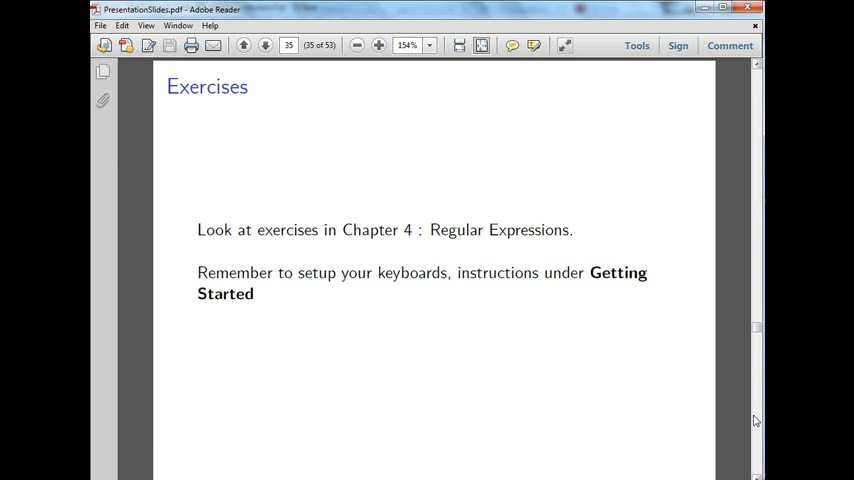 PresentationSlides.pdf - Adobe Reader
File Edit View Window Help
35 (35 of 53) 154% Tools Sign Comment
Exercises
Look at exercises in Chapter 4 : Regular Expressions.
Remember to setup your keyboards, instructions under Getting
Started